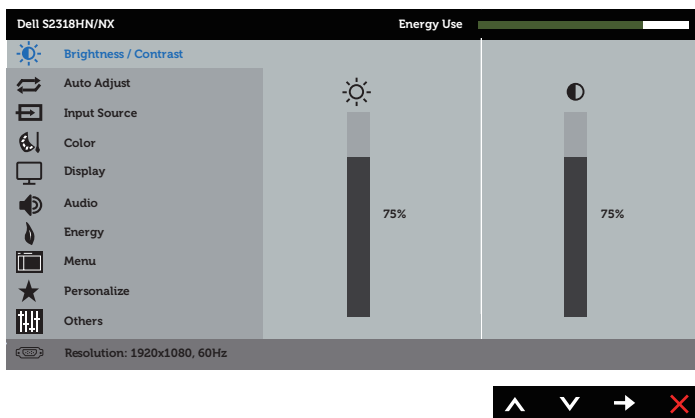 Dell S2318HN/NX
Energy Use
Brightness / Contrast
Auto Adjust
Input Source
Color
Display
Audio
Energy
Menu
Personalize
Others
75%
75%
Resolution: 1920x1080, 60Hz